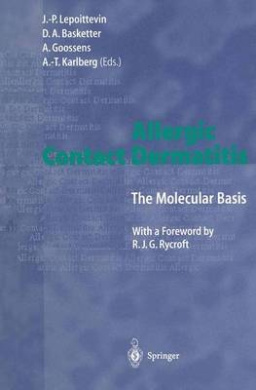 J.-P. Lepoittevin
D. A. Basketter
A. Goossens
A.-T. Karlberg (Eds.)
Allergic
Contact Dermatitis
The Molecular Basis
With a Foreword by
R. J. G. Rycroft
Springer